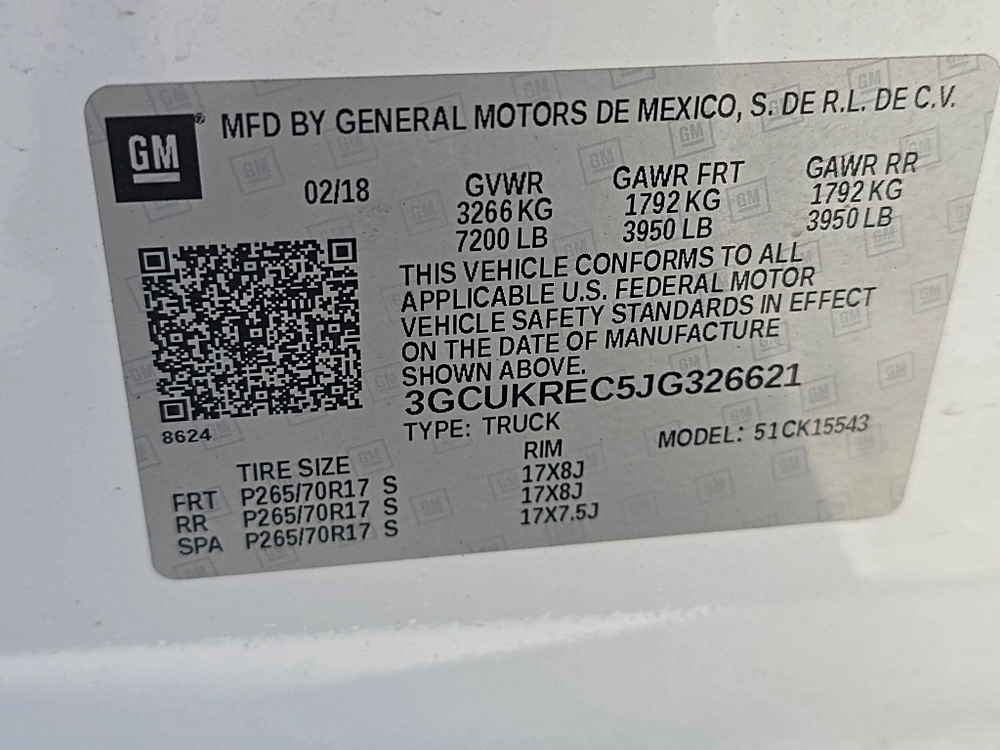 GM
MFD BY GENERAL MOTORS DE MEXICO, S. DE R.L. DE C.V.
02/18 GVWR GAWR FRT GAWR RR
3266 KG 1792 KG 1792 KG
7200 LB 3950 LB 3950 LB
THIS VEHICLE CONFORMS TO ALL
APPLICABLE U.S. FEDERAL MOTOR
VEHICLE SAFETY STANDARDS IN EFFECT
ON THE DATE OF MANUFACTURE
SHOWN ABOVE.
3GCUKREC5JG326621
8624 TYPE: TRUCK MODEL: 51CK15543
TIRE SIZE RIM
FRT P265/70R17 S 17X8J
RR P265/70R17 S 17X8J
SPA P265/70R17 S 17X7.5J